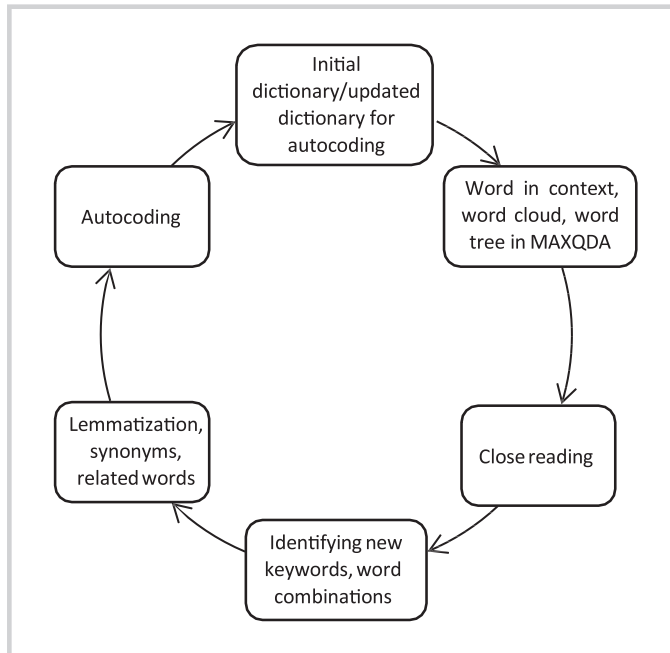 Initial
dictionary/updated
dictionary for
autocoding
Word in context,
word cloud, word
tree in MAXQDA
Close reading
Identifying new
keywords, word
combinations
Lemmatization,
synonyms,
related words
Autocoding